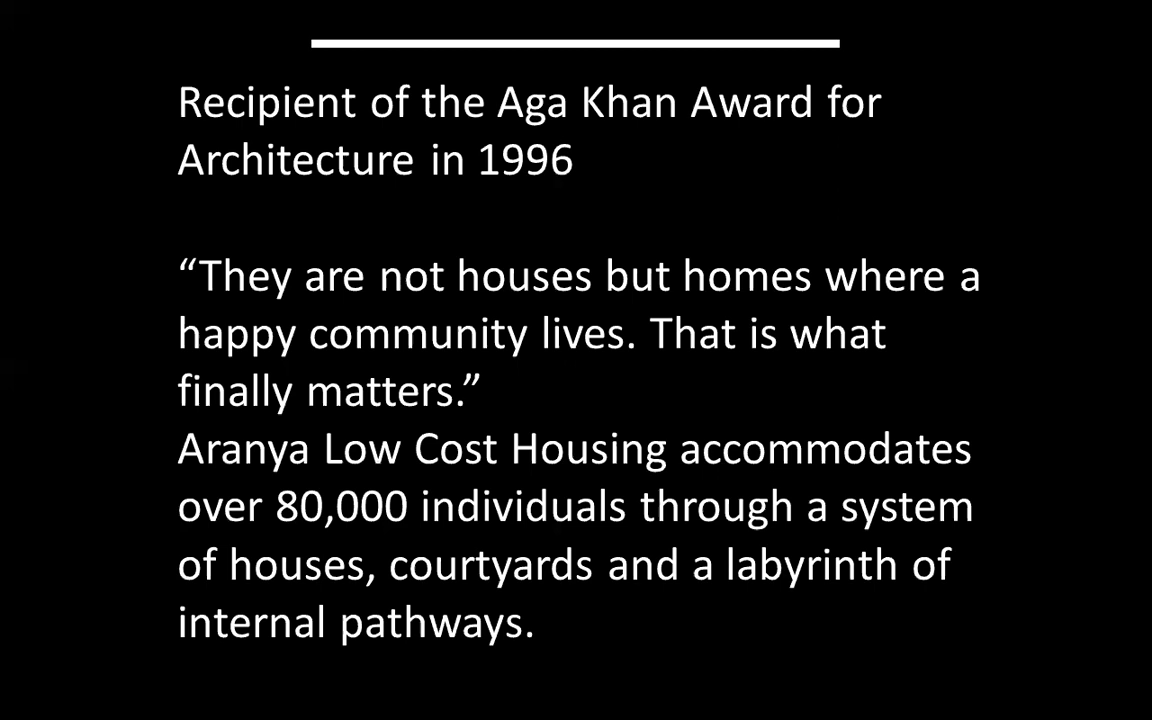 Recipient of the Aga Khan Award for
Architecture in 1996
“They are not houses but homes where a
happy community lives. That is what
finally matters.”
Aranya Low Cost Housing accommodates
over 80,000 individuals through a system
of houses, courtyards and a labyrinth of
internal pathways.